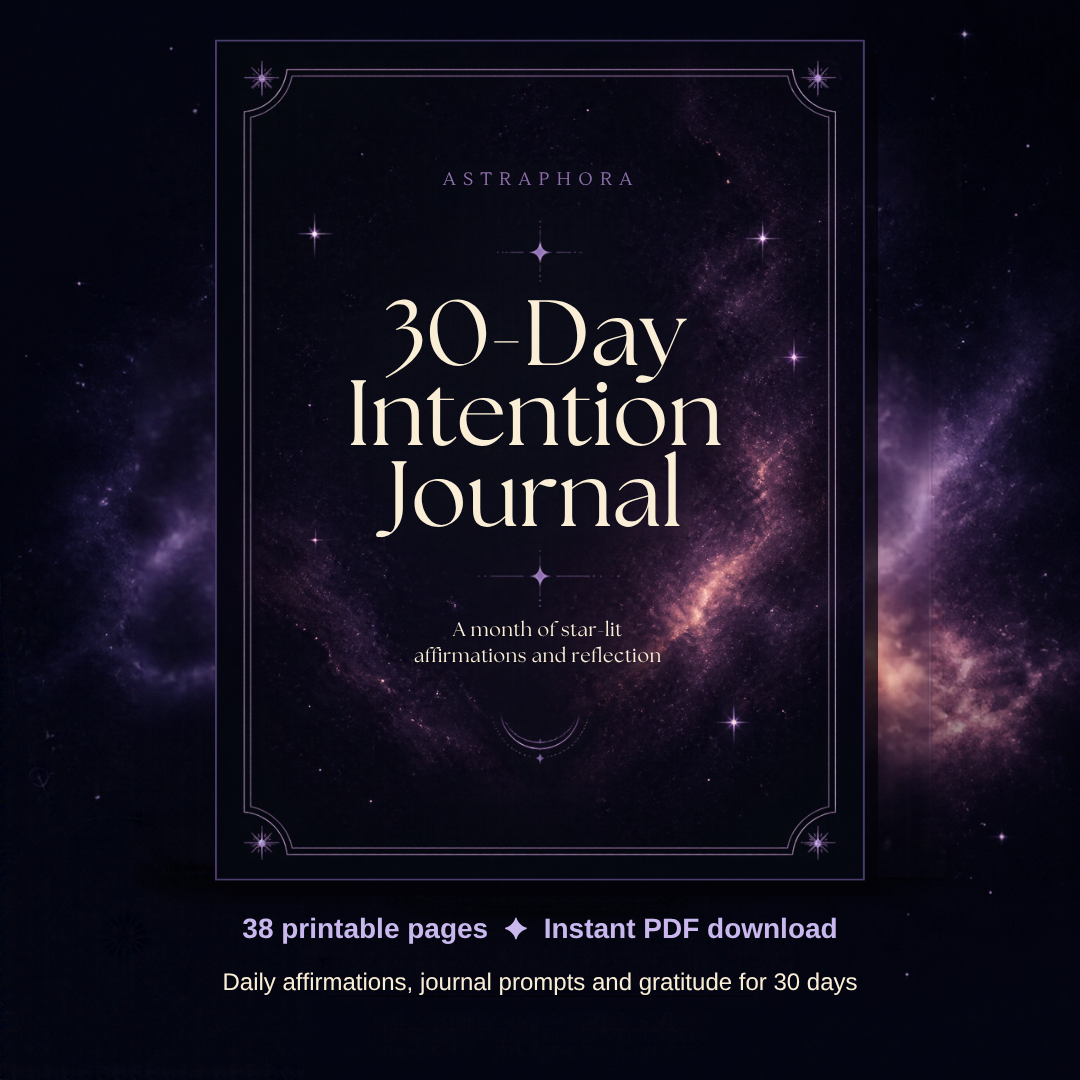 ASTRAPHORA
30-Day
Intention
Journal
A month of star-lit
affirmations and reflection
38 printable pages ✦ Instant PDF download
Daily affirmations, journal prompts and gratitude for 30 days